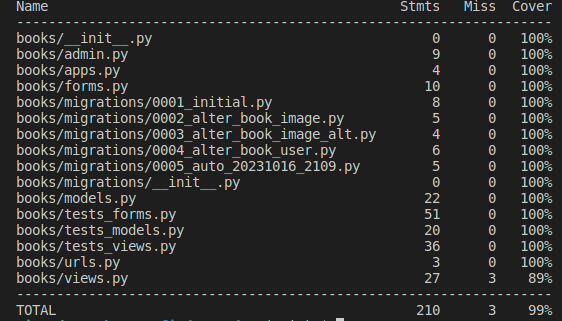 Name Stmts Miss Cover
---------------------------------------------------------------
books/__init__.py 0 0 100%
books/admin.py 9 0 100%
books/apps.py 4 0 100%
books/forms.py 10 0 100%
books/migrations/0001_initial.py 8 0 100%
books/migrations/0002_alter_book_image.py 5 0 100%
books/migrations/0003_alter_book_image_alt.py 4 0 100%
books/migrations/0004_alter_book_user.py 6 0 100%
books/migrations/0005_auto_20231016_2109.py 5 0 100%
books/migrations/__init__.py 0 0 100%
books/models.py 22 0 100%
books/tests_forms.py 51 0 100%
books/tests_models.py 20 0 100%
books/tests_views.py 36 0 100%
books/urls.py 3 0 100%
books/views.py 27 3 89%
---------------------------------------------------------------
TOTAL 210 3 99%